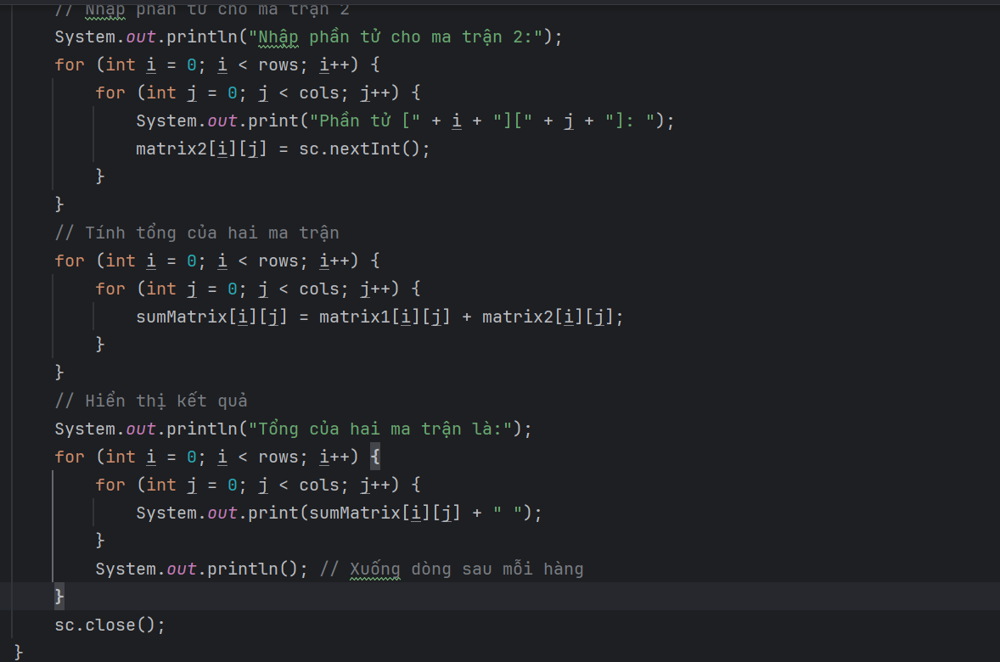 // Nhập phần tử cho ma trận 2
System.out.println("Nhập phần tử cho ma trận 2:");
for (int i = 0; i < rows; i++) {
    for (int j = 0; j < cols; j++) {
        System.out.print("Phần tử [" + i + "][" + j + "]: ");
        matrix2[i][j] = sc.nextInt();
    }
}
// Tính tổng của hai ma trận
for (int i = 0; i < rows; i++) {
    for (int j = 0; j < cols; j++) {
        sumMatrix[i][j] = matrix1[i][j] + matrix2[i][j];
    }
}
// Hiển thị kết quả
System.out.println("Tổng của hai ma trận là:");
for (int i = 0; i < rows; i++) {
    for (int j = 0; j < cols; j++) {
        System.out.print(sumMatrix[i][j] + " ");
    }
    System.out.println(); // Xuống dòng sau mỗi hàng
}
sc.close();
}